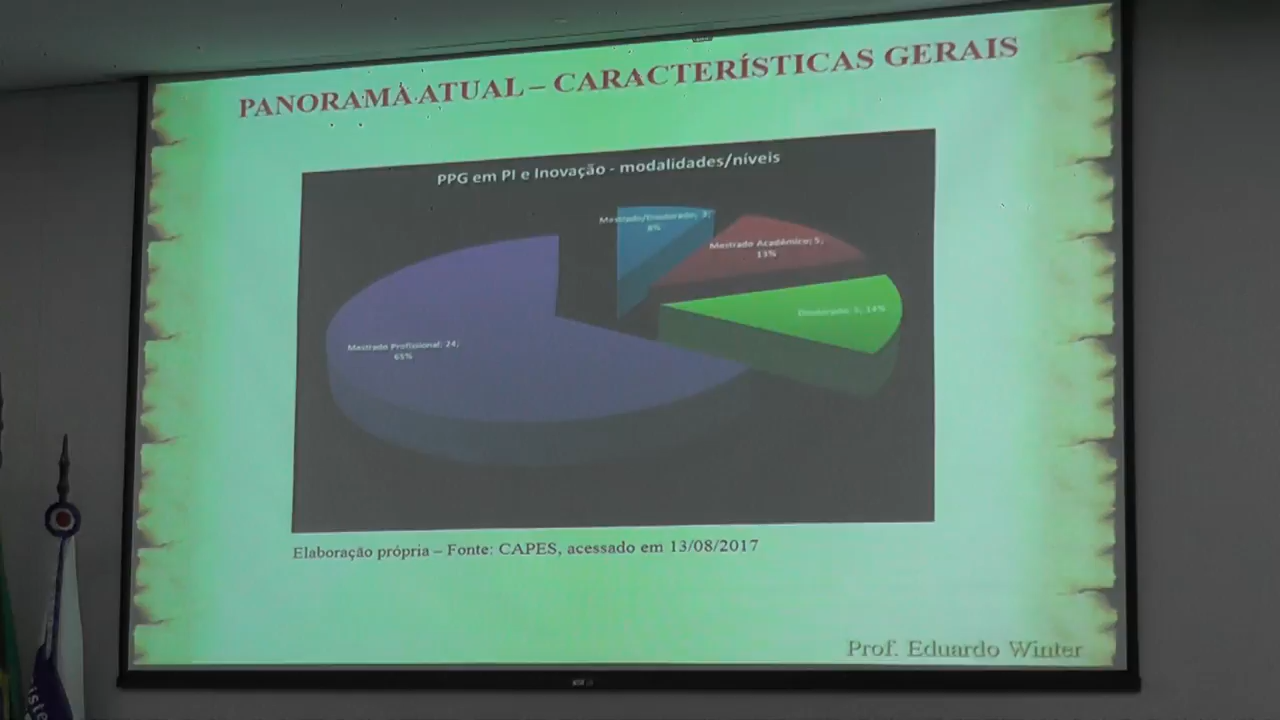 PANORAMA ATUAL – CARACTERÍSTICAS GERAIS
PPG em PI e Inovação - modalidades/níveis
Mestrado/Doutorado; 3;
8%
Mestrado Acadêmico; 5;
13%
Doutorado; 5; 14%
Mestrado Profissional; 24;
65%
Elaboração própria – Fonte: CAPES, acessado em 13/08/2017
Prof. Eduardo Winter